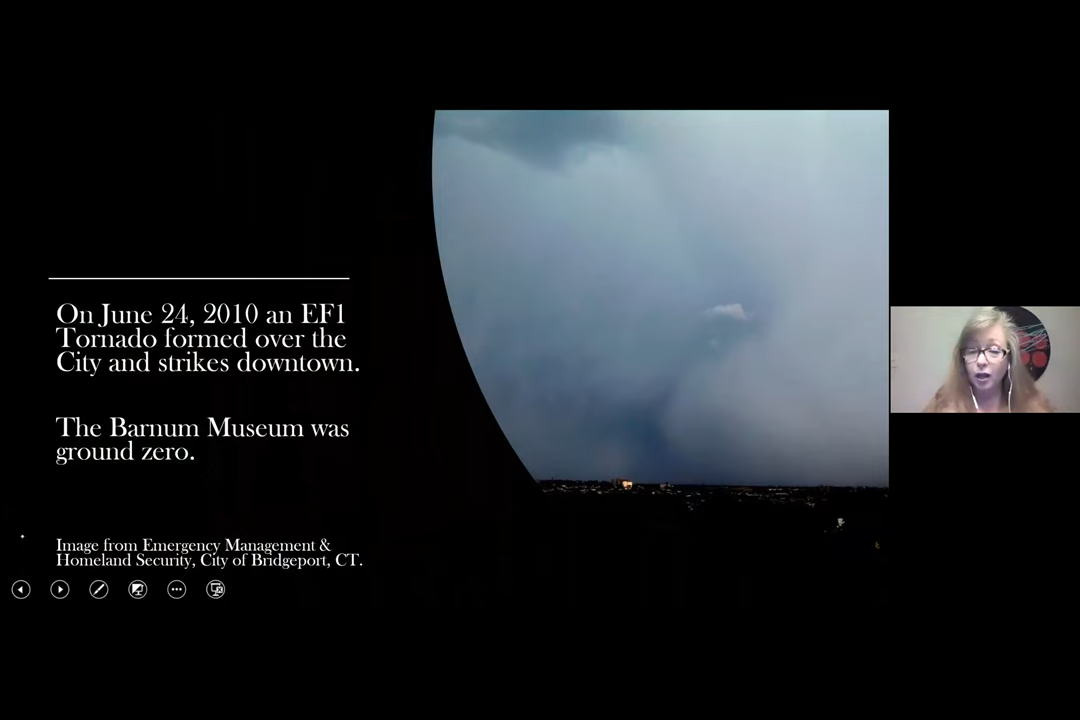 On June 24, 2010 an EF1
Tornado formed over the
City and strikes downtown.
The Barnum Museum was
ground zero.
Image from Emergency Management &
Homeland Security, City of Bridgeport, CT.